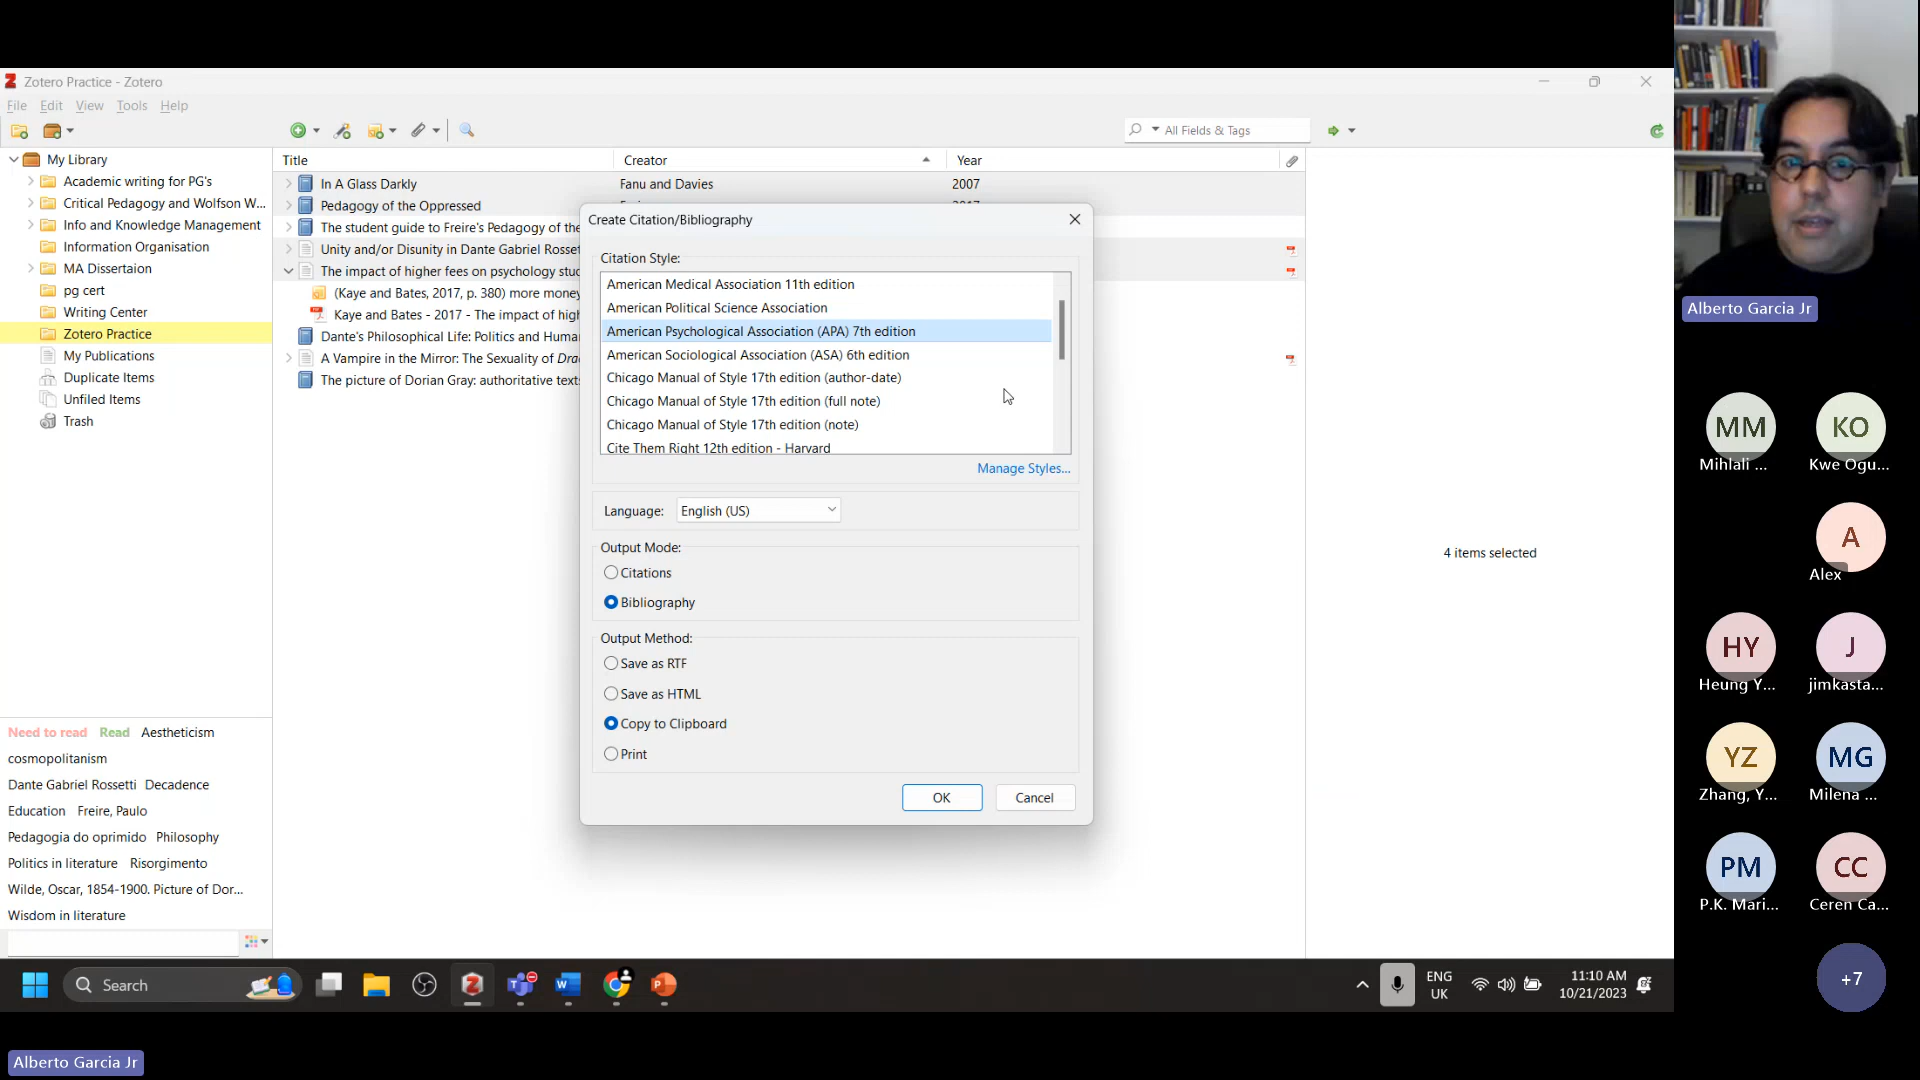 Zotero Practice - Zotero
File Edit View Tools Help
All Fields & Tags
My Library
Academic writing for PG's
Critical Pedagogy and Wolfson W...
Info and Knowledge Management
Information Organisation
MA Dissertaion
pg cert
Writing Center
Zotero Practice
My Publications
Duplicate Items
Unfiled Items
Trash
Title Creator Year
In A Glass Darkly Fanu and Davies 2007
Pedagogy of the Oppressed
The student guide to Freire's Pedagogy of the
Unity and/or Disunity in Dante Gabriel Rosset
The impact of higher fees on psychology stud
(Kaye and Bates, 2017, p. 380) more money
Kaye and Bates - 2017 - The impact of high
Dante's Philosophical Life: Politics and Human
A Vampire in the Mirror: The Sexuality of Drac
The picture of Dorian Gray: authoritative text
Create Citation/Bibliography
Citation Style:
American Medical Association 11th edition
American Political Science Association
American Psychological Association (APA) 7th edition
American Sociological Association (ASA) 6th edition
Chicago Manual of Style 17th edition (author-date)
Chicago Manual of Style 17th edition (full note)
Chicago Manual of Style 17th edition (note)
Cite Them Right 12th edition - Harvard
Manage Styles...
Language: English (US)
Output Mode:
Citations
Bibliography
Output Method:
Save as RTF
Save as HTML
Copy to Clipboard
Print
OK Cancel
4 items selected
Need to read Read Aestheticism
cosmopolitanism
Dante Gabriel Rossetti Decadence
Education Freire, Paulo
Pedagogia do oprimido Philosophy
Politics in literature Risorgimento
Wilde, Oscar, 1854-1900. Picture of Dor...
Wisdom in literature
Search
ENG
UK
11:10 AM
10/21/2023
Alberto Garcia Jr
MM KO
Mihlali ... Kwe Ogu...
A
Alex
HY J
Heung Y... jimkasta...
YZ MG
Zhang, Y... Milena ...
PM CC
P.K. Mari... Ceren Ca...
+7
Alberto Garcia Jr